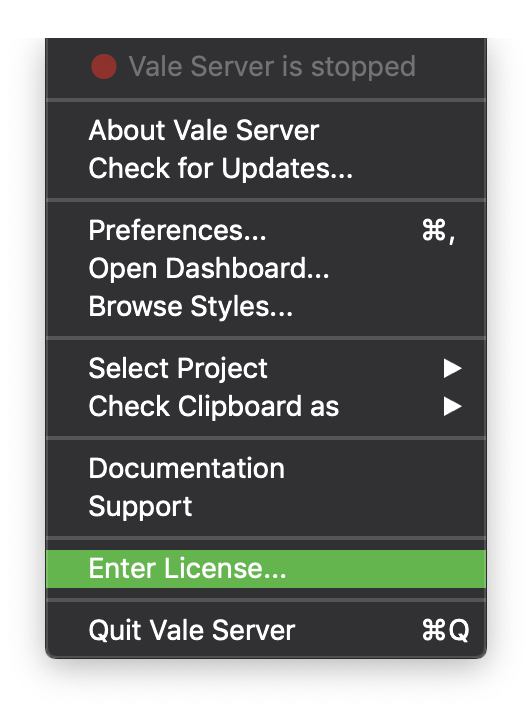 Vale Server is stopped
About Vale Server
Check for Updates...
Preferences... ⌘,
Open Dashboard...
Browse Styles...
Select Project ▶
Check Clipboard as ▶
Documentation
Support
Enter License...
Quit Vale Server ⌘Q